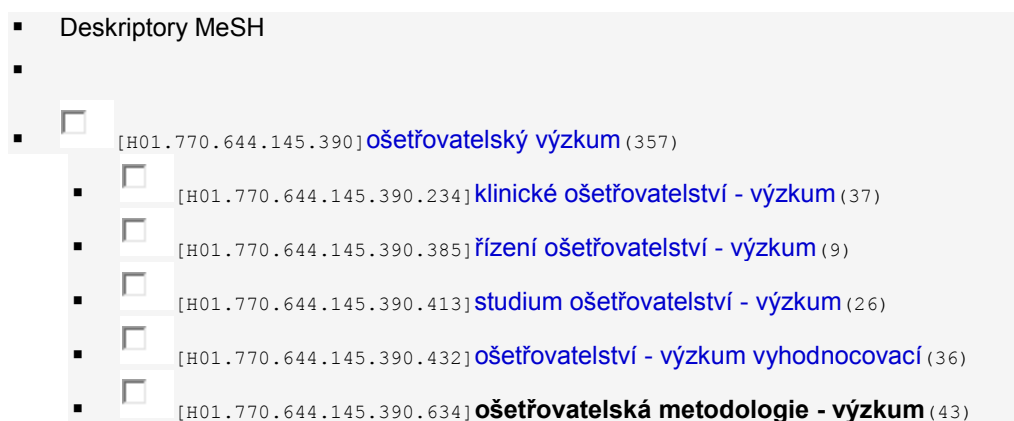 Deskriptory MeSH
[H01.770.644.145.390]ošetřovatelský výzkum(357)
[H01.770.644.145.390.234]klinické ošetřovatelství - výzkum(37)
[H01.770.644.145.390.385]řízení ošetřovatelství - výzkum(9)
[H01.770.644.145.390.413]studium ošetřovatelství - výzkum(26)
[H01.770.644.145.390.432]ošetřovatelství - výzkum vyhodnocovací(36)
[H01.770.644.145.390.634]ošetřovatelská metodologie - výzkum(43)